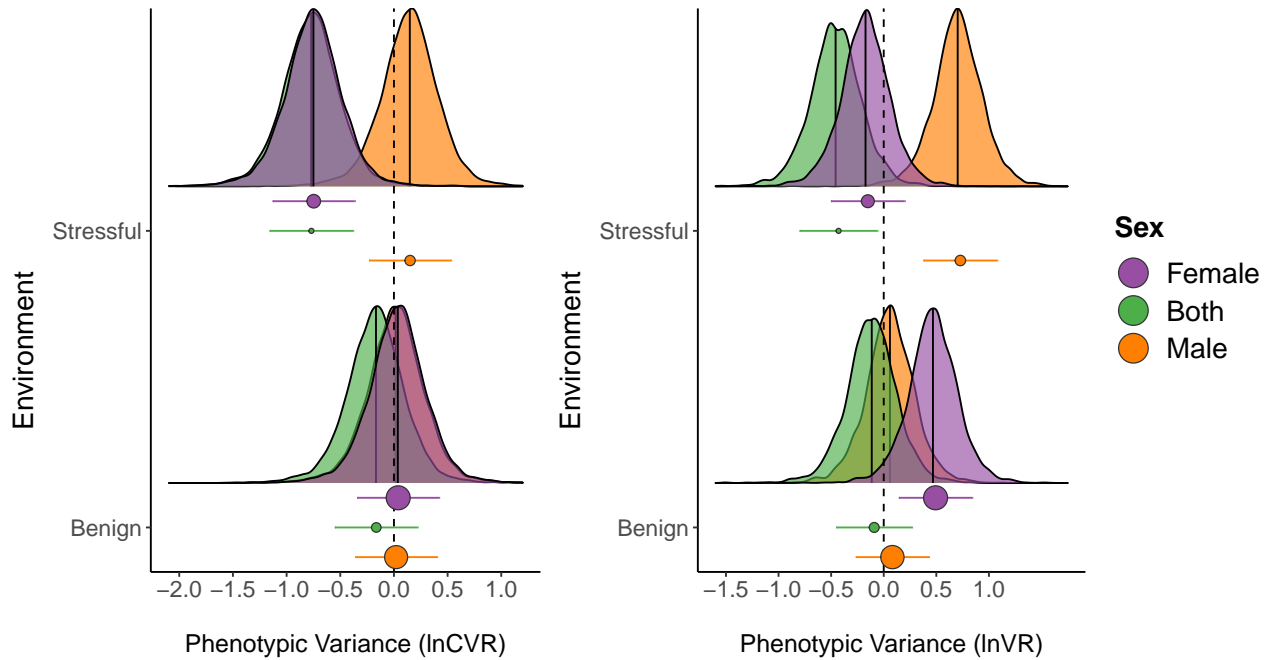 Environment
Stressful
Benign
−2.0 −1.5 −1.0 −0.5 0.0 0.5 1.0
Phenotypic Variance (lnCVR)
Environment
Stressful
Benign
−1.5 −1.0 −0.5 0.0 0.5 1.0
Phenotypic Variance (lnVR)
Sex
Female
Both
Male